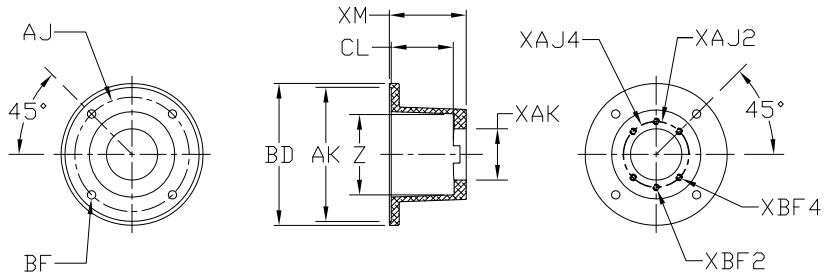 XM
AJ
CL
XAJ4
XAJ2
45°
XAK
45°
BD
AK
Z
XBF4
BF
XBF2